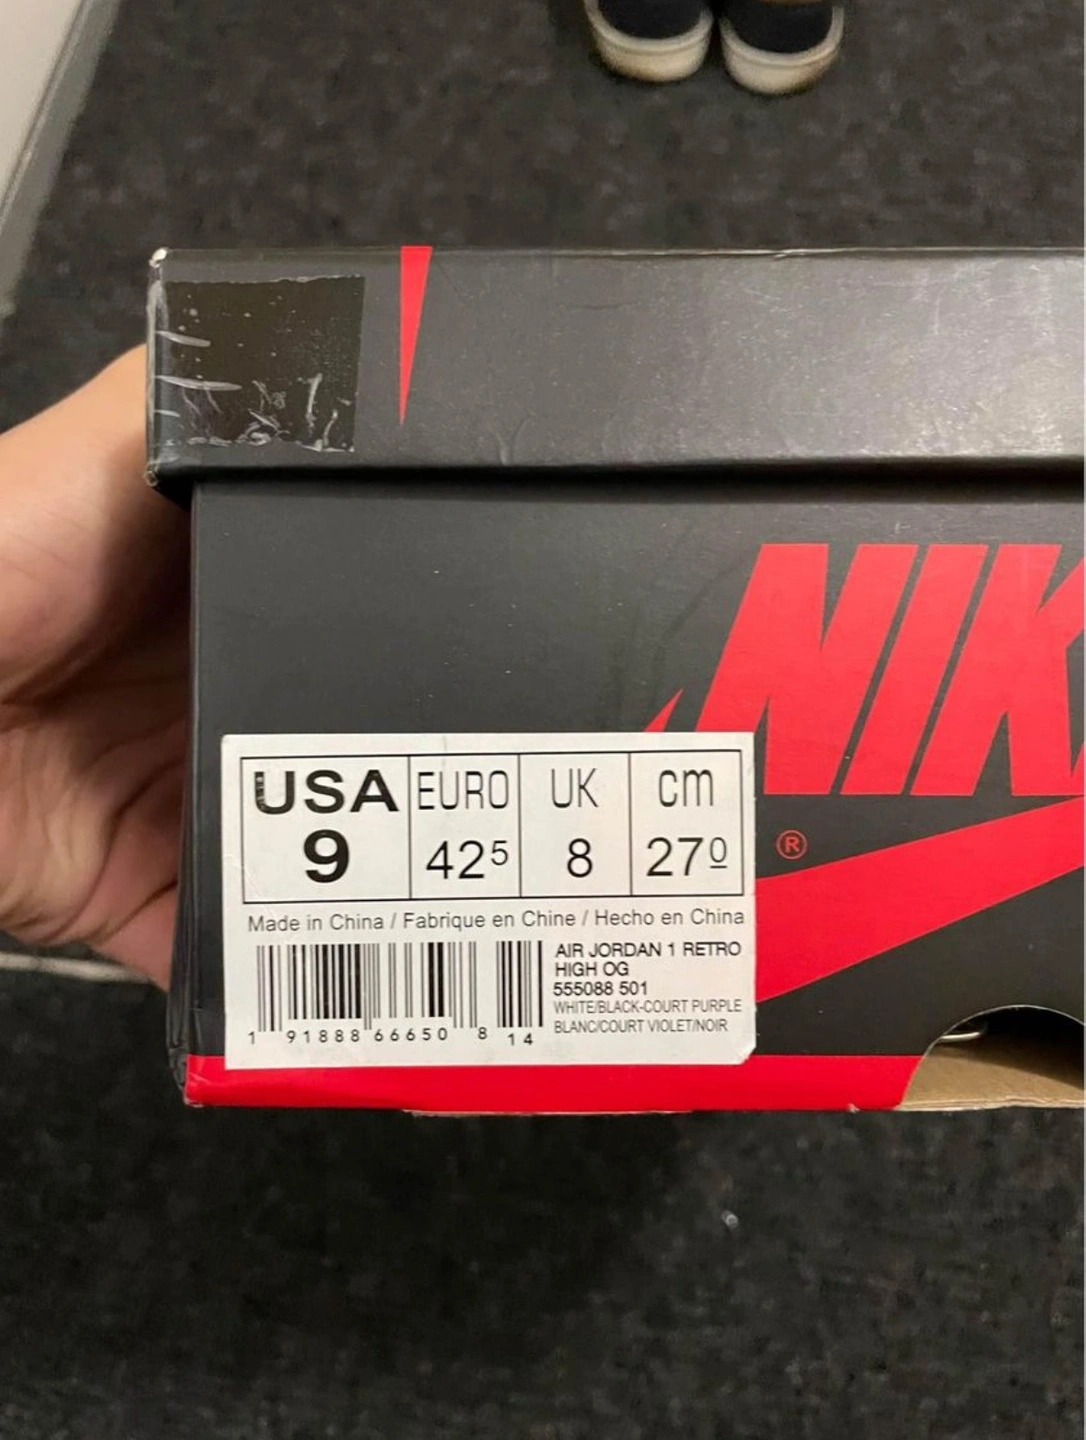 NIK
USA EURO UK cm
9 42⁵ 8 27⁰
®
Made in China / Fabrique en Chine / Hecho en China
AIR JORDAN 1 RETRO
HIGH OG
555088 501
WHITE/BLACK-COURT PURPLE
BLANC/COURT VIOLET/NOIR
1 91888 66650 8 14